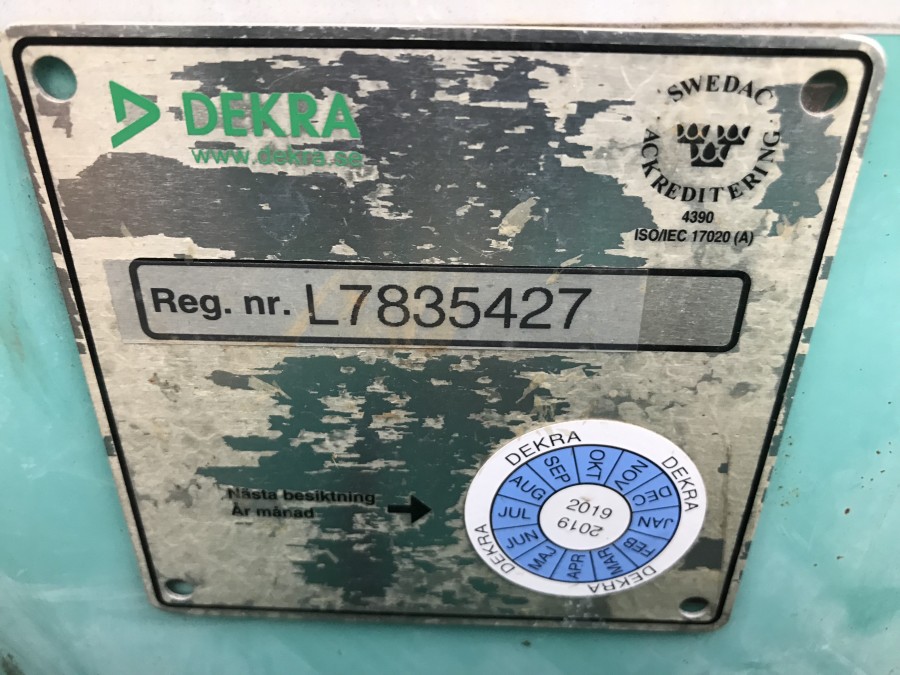 DEKRA
www.dekra.se
SWEDAC
ACKREDITERING
4390
ISO/IEC 17020 (A)
Reg. nr. L7835427
Nästa besiktning
År månad
DEKRA
DEKRA
DEKRA
DEKRA
JAN
FEB
MAR
APR
MAJ
JUN
JUL
AUG
SEP
OKT
NOV
DEC
2019
2019